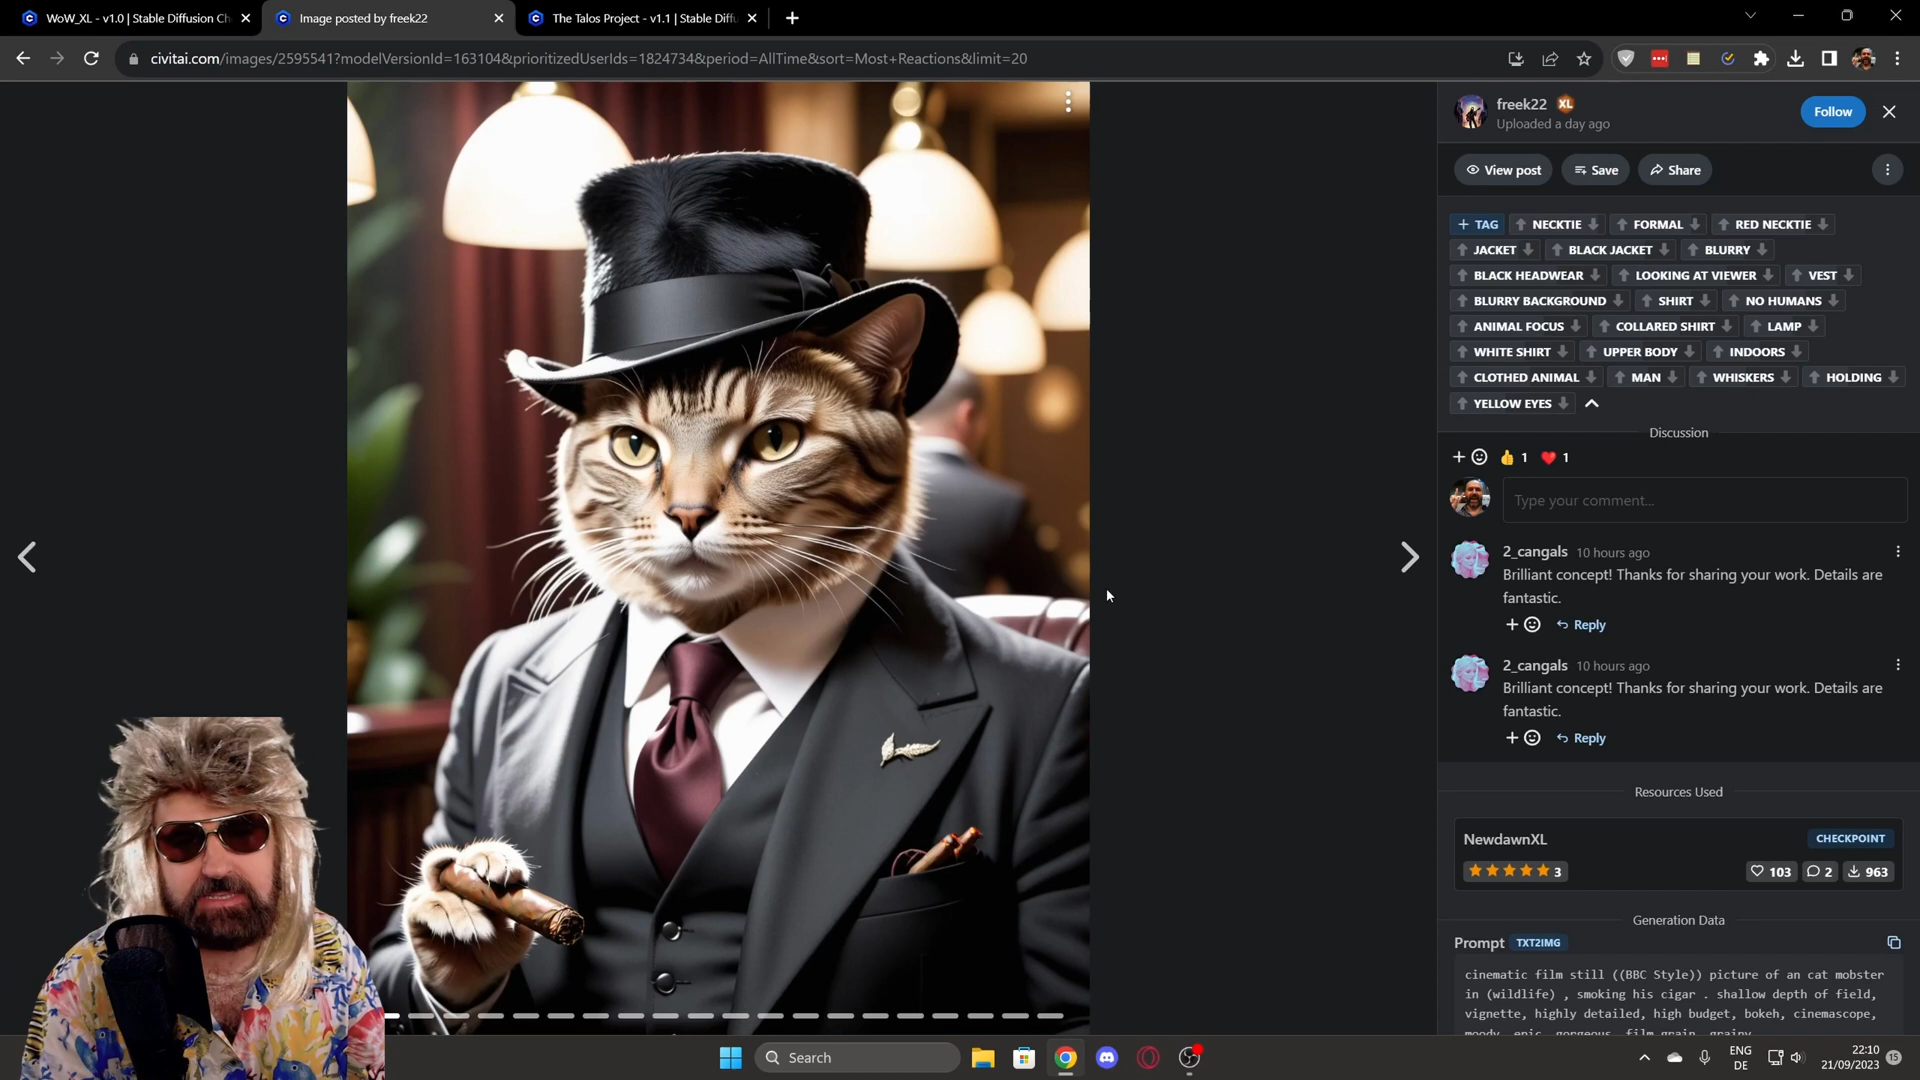 WoW_XL - v1.0 | Stable Diffusion Ch
Image posted by freek22
The Talos Project - v1.1 | Stable Diffu
civitai.com/images/2595541?modelVersionId=163104&prioritizedUserIds=1824734&period=AllTime&sort=Most+Reactions&limit=20
freek22 XL
Uploaded a day ago
Follow
View post Save Share
+ TAG NECKTIE FORMAL RED NECKTIE
JACKET BLACK JACKET BLURRY
BLACK HEADWEAR LOOKING AT VIEWER VEST
BLURRY BACKGROUND SHIRT NO HUMANS
ANIMAL FOCUS COLLARED SHIRT LAMP
WHITE SHIRT UPPER BODY INDOORS
CLOTHED ANIMAL MAN WHISKERS HOLDING
YELLOW EYES
Discussion
1 1
Type your comment...
2_cangals 10 hours ago
Brilliant concept! Thanks for sharing your work. Details are
fantastic.
Reply
2_cangals 10 hours ago
Brilliant concept! Thanks for sharing your work. Details are
fantastic.
Reply
Resources Used
NewdawnXL CHECKPOINT
3 103 2 963
Generation Data
Prompt TXT2IMG
cinematic film still ((BBC Style)) picture of an cat mobster
in (wildlife) , smoking his cigar . shallow depth of field,
vignette, highly detailed, high budget, bokeh, cinemascope,
moody, epic, gorgeous, film grain, grainy
Search
ENG
DE
22:10
21/09/2023
15